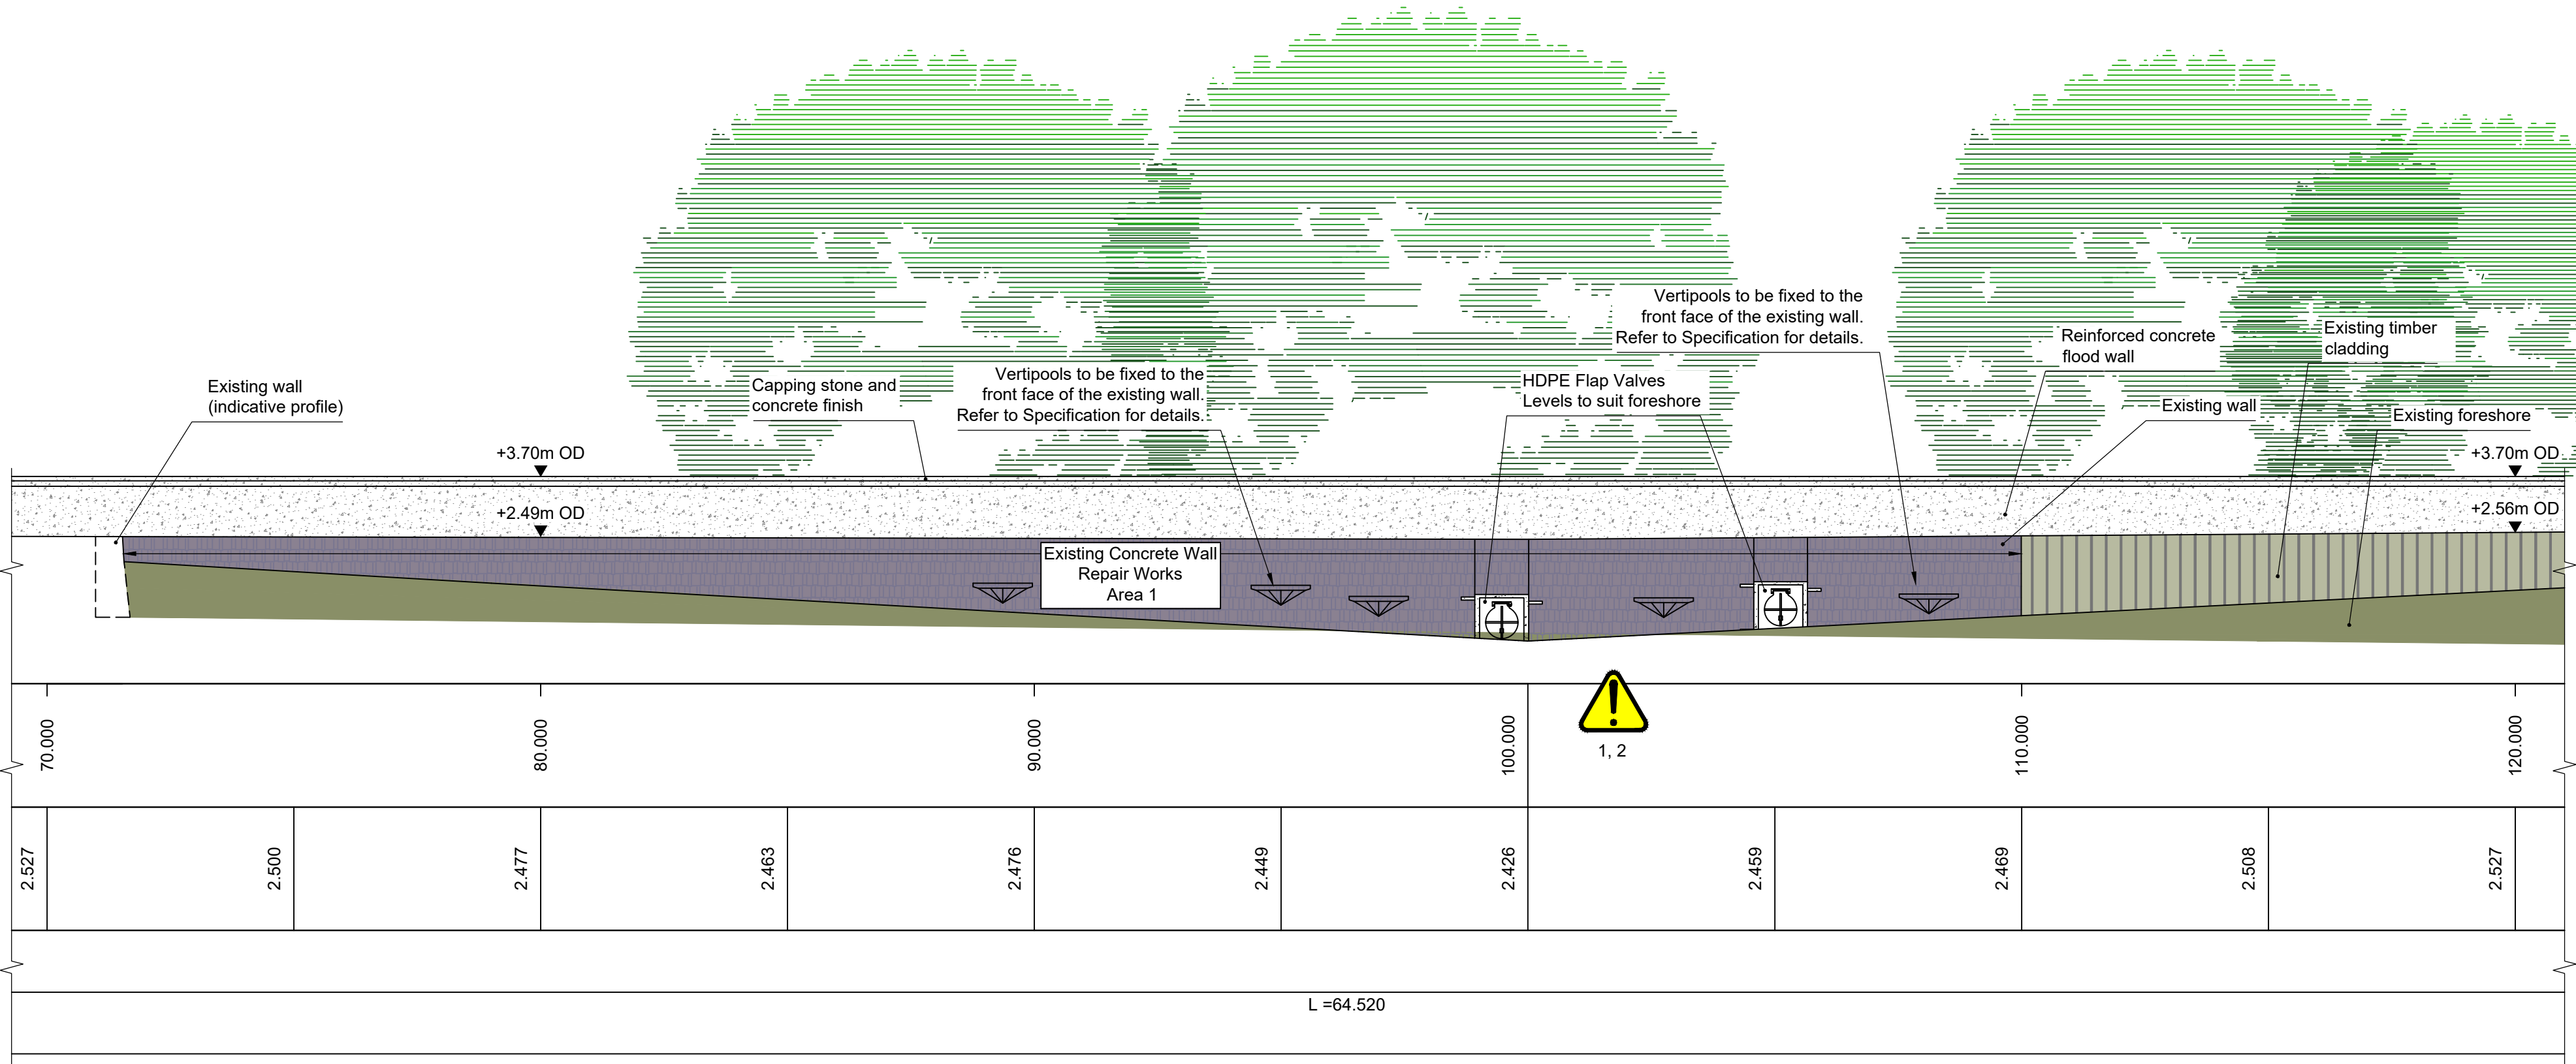 Vertipools to be fixed to the
front face of the existing wall.
Refer to Specification for details.
Reinforced concrete
flood wall
Existing timber
cladding
Existing wall
(indicative profile)
Capping stone and
concrete finish
Vertipools to be fixed to the
front face of the existing wall.
Refer to Specification for details.
HDPE Flap Valves
Levels to suit foreshore
Existing wall
Existing foreshore
+3.70m OD
+3.70m OD
+2.49m OD
+2.56m OD
Existing Concrete Wall
Repair Works
Area 1
1, 2
70.000
80.000
90.000
100.000
110.000
120.000
2.527
2.500
2.477
2.463
2.476
2.449
2.426
2.459
2.469
2.508
2.527
L =64.520